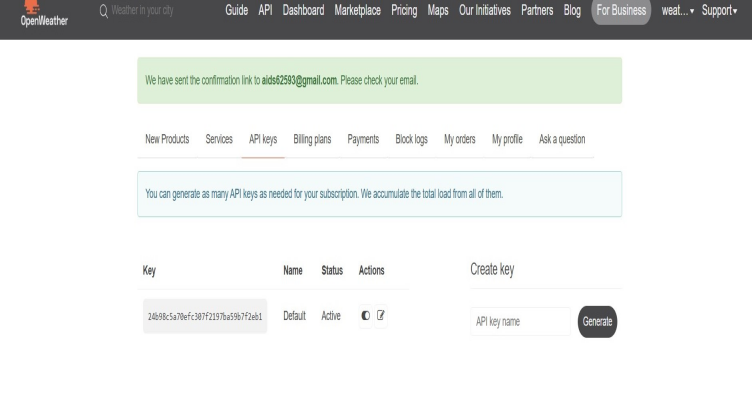 OpenWeather
Weather in your city
Guide API Dashboard Marketplace Pricing Maps Our Initiatives Partners Blog For Business weat... Support
We have sent the confirmation link to aids62593@gmail.com. Please check your email.
New Products Services API keys Billing plans Payments Block logs My orders My profile Ask a question
You can generate as many API keys as needed for your subscription. We accumulate the total load from all of them.
Key Name Status Actions
Create key
24b98c5a70efc307f2197ba59b7f2eb1 Default Active
API key name Generate